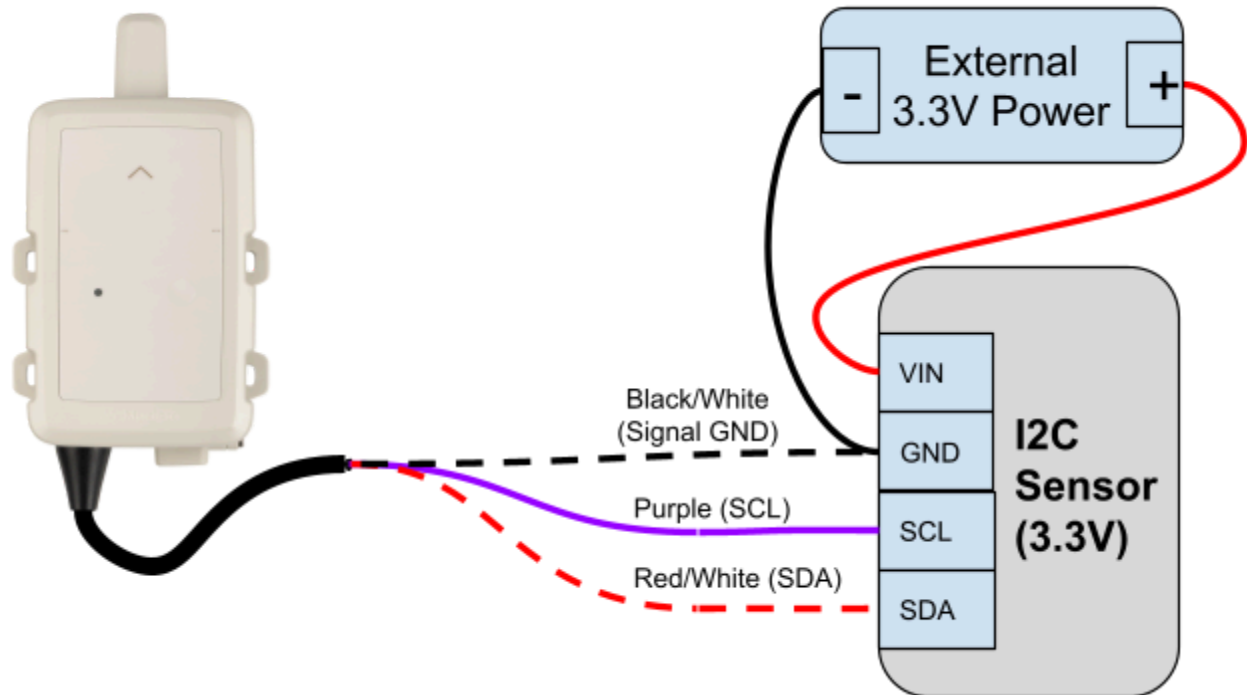 External
3.3V Power
-
+
VIN
GND
SCL
SDA
I2C
Sensor
(3.3V)
Black/White
(Signal GND)
Purple (SCL)
Red/White (SDA)